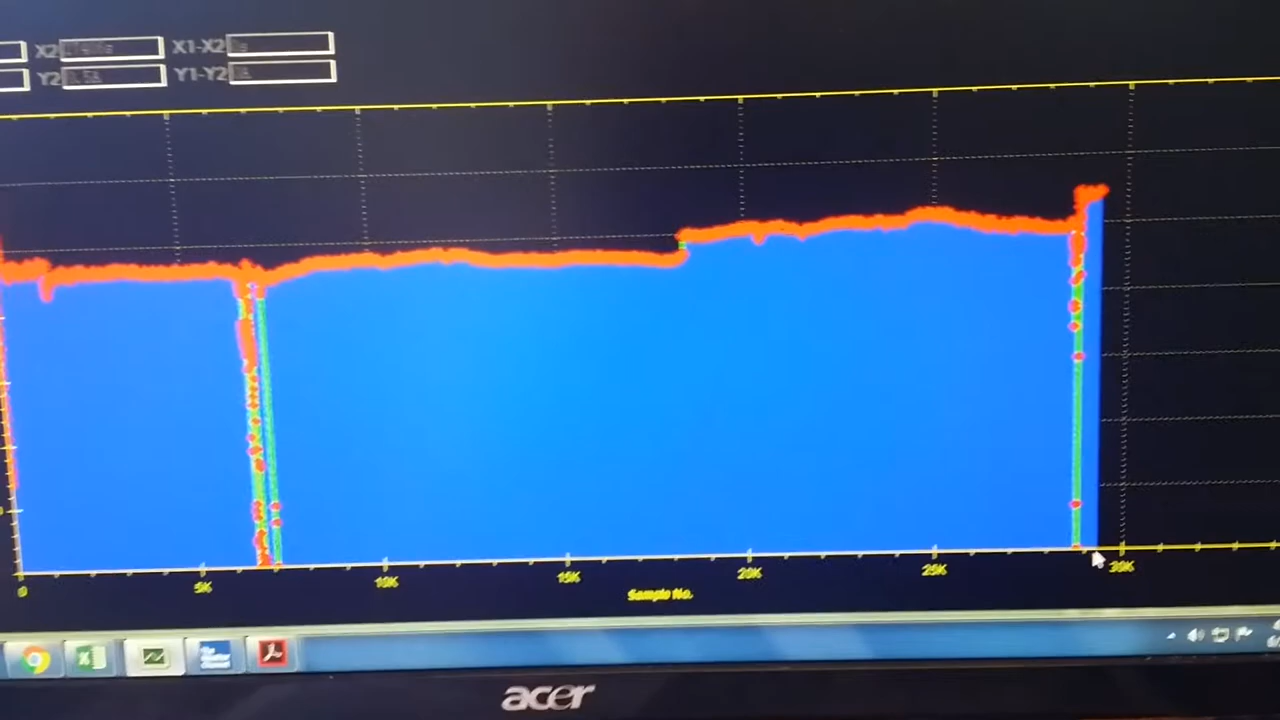 X2 X1-X2
Y2 Y1-Y2
0 5K 10K 15K 20K 25K 30K
Sample No.
acer